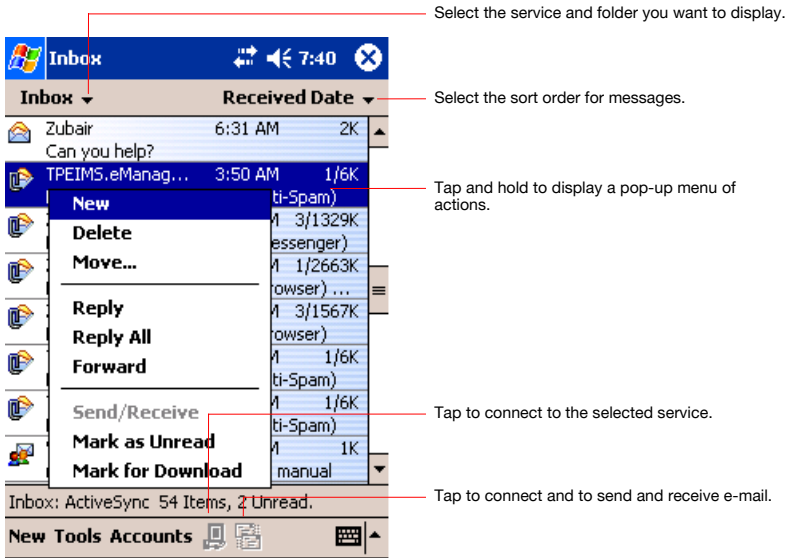 Select the service and folder you want to display.
Inbox 7:40
Inbox Received Date
Select the sort order for messages.
Zubair 6:31 AM 2K
Can you help?
TPEIMS.eManag... 3:50 AM 1/6K
ti-Spam)
Tap and hold to display a pop-up menu of
actions.
New
Delete
Move...
Reply
Reply All
Forward
Send/Receive
Mark as Unread
Mark for Download
M 3/1329K
essenger)
M 1/2663K
owser) ...
M 3/1567K
owser)
M 1/6K
ti-Spam)
M 1/6K
ti-Spam)
M 1K
manual
Tap to connect to the selected service.
Inbox: ActiveSync 54 Items, 2 Unread.
Tap to connect and to send and receive e-mail.
New Tools Accounts